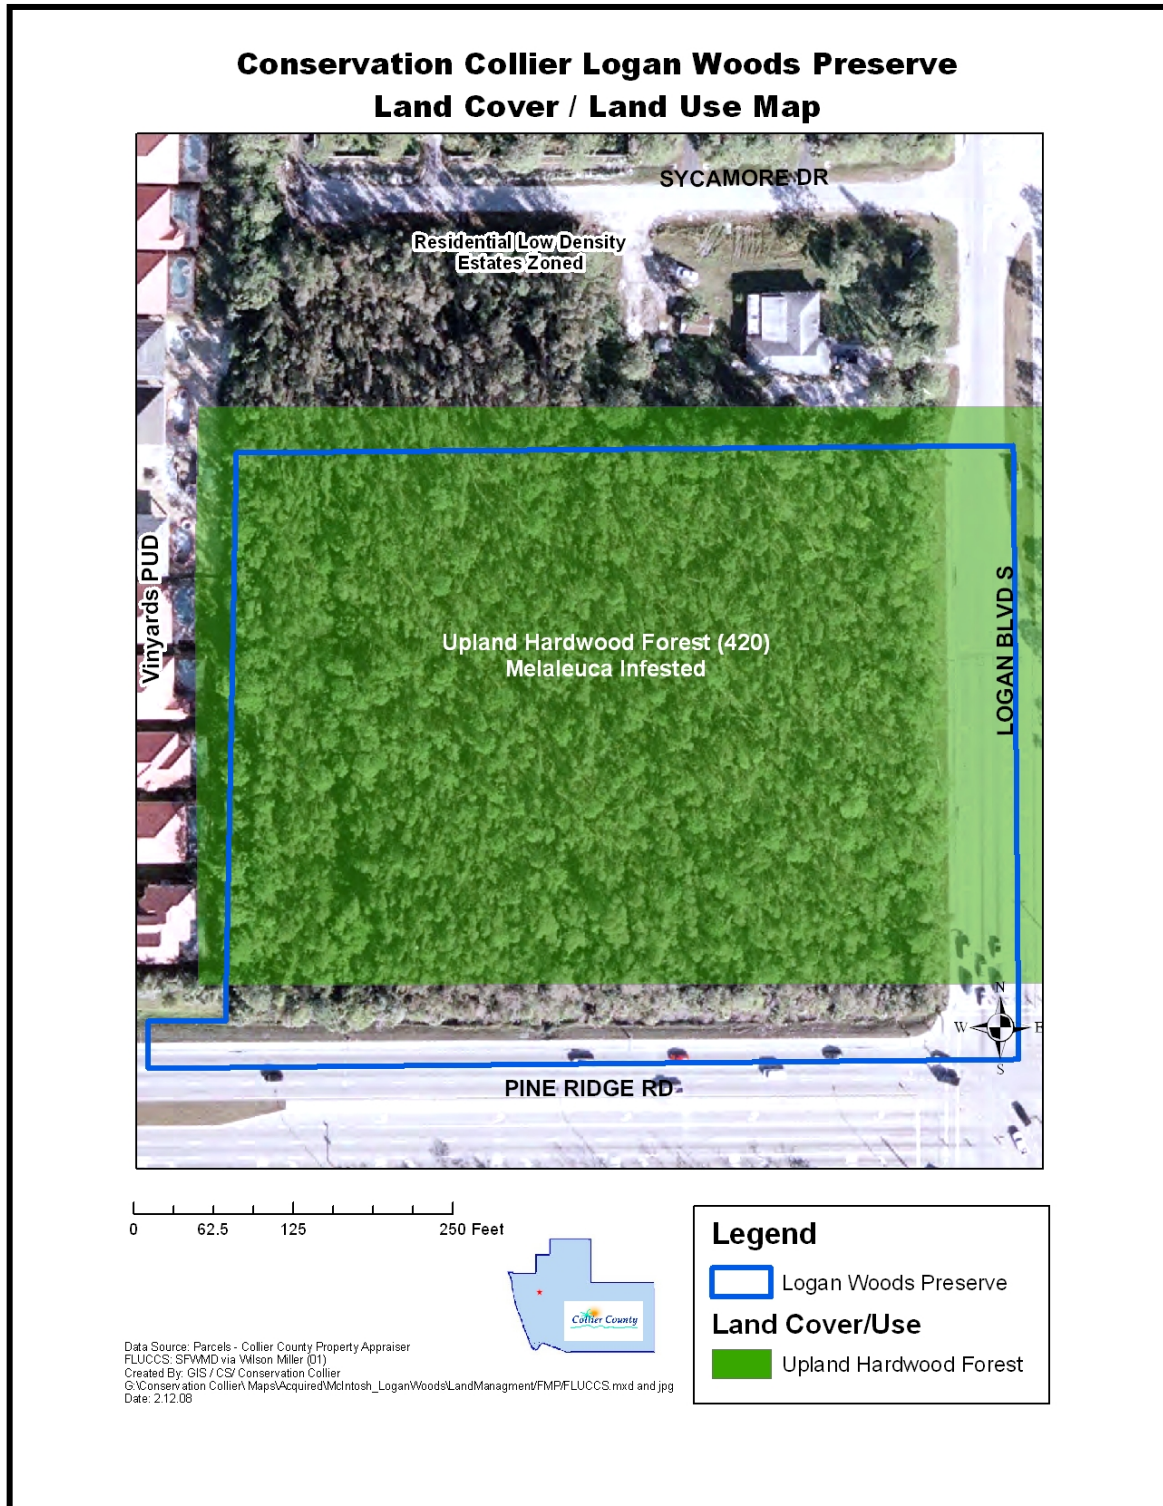 Conservation Collier Logan Woods Preserve
Land Cover / Land Use Map
SYCAMORE DR
Residential Low Density
Estates Zoned
Vinyards PUD
Upland Hardwood Forest (420)
Melaleuca Infested
LOGAN BLVD S
N
W
E
S
PINE RIDGE RD
0 62.5 125 250 Feet
Collier County
Legend
Logan Woods Preserve
Land Cover/Use
Upland Hardwood Forest
Data Source: Parcels - Collier County Property Appraiser
FLUCCS: SFWMD via Wilson Miller (01)
Created By: GIS / CS/ Conservation Collier
G:\Conservation Collier\ Maps\Acquired\McIntosh_LoganWoods\LandManagment/FMP/FLUCCS.mxd and jpg
Date: 2.12.08